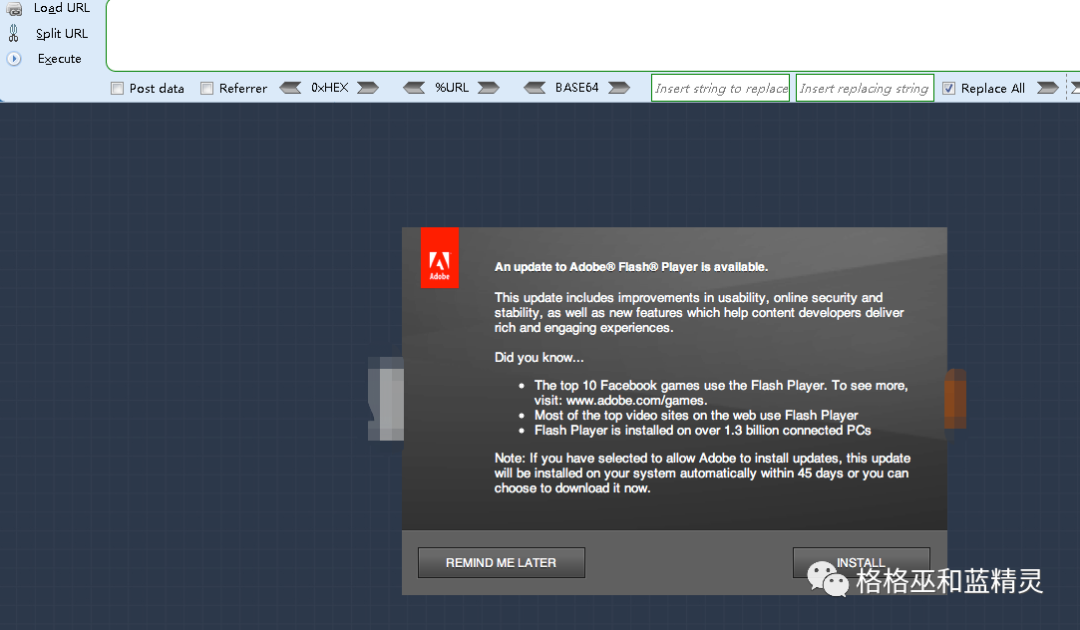 Load URL
Split URL
Execute
Post data Referrer 0xHEX %URL BASE64 Insert string to replace Insert replacing string Replace All
Adobe
An update to Adobe® Flash® Player is available.
This update includes improvements in usability, online security and
stability, as well as new features which help content developers deliver
rich and engaging experiences.
Did you know...
• The top 10 Facebook games use the Flash Player. To see more,
visit: www.adobe.com/games.
• Most of the top video sites on the web use Flash Player
• Flash Player is installed on over 1.3 billion connected PCs
Note: If you have selected to allow Adobe to install updates, this update
will be installed on your system automatically within 45 days or you can
choose to download it now.
REMIND ME LATER INSTALL
格格巫和蓝精灵